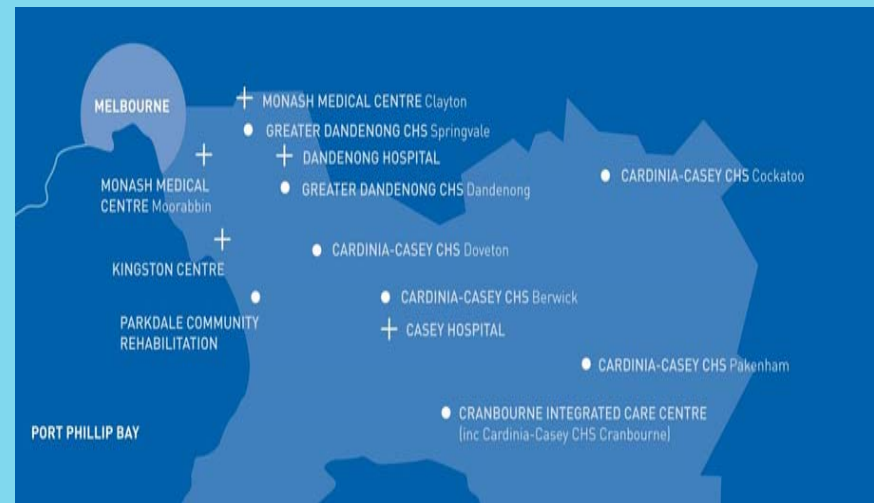 MELBOURNE
MONASH MEDICAL CENTRE Clayton
GREATER DANDENONG CHS Springvale
DANDENONG HOSPITAL
MONASH MEDICAL
CENTRE Moorabbin
GREATER DANDENONG CHS Dandenong
CARDINIA-CASEY CHS Cockatoo
KINGSTON CENTRE
CARDINIA-CASEY CHS Doveton
PARKDALE COMMUNITY
REHABILITATION
CARDINIA-CASEY CHS Berwick
CASEY HOSPITAL
CARDINIA-CASEY CHS Pakenham
CRANBOURNE INTEGRATED CARE CENTRE
(inc Cardinia-Casey CHS Cranbourne)
PORT PHILLIP BAY